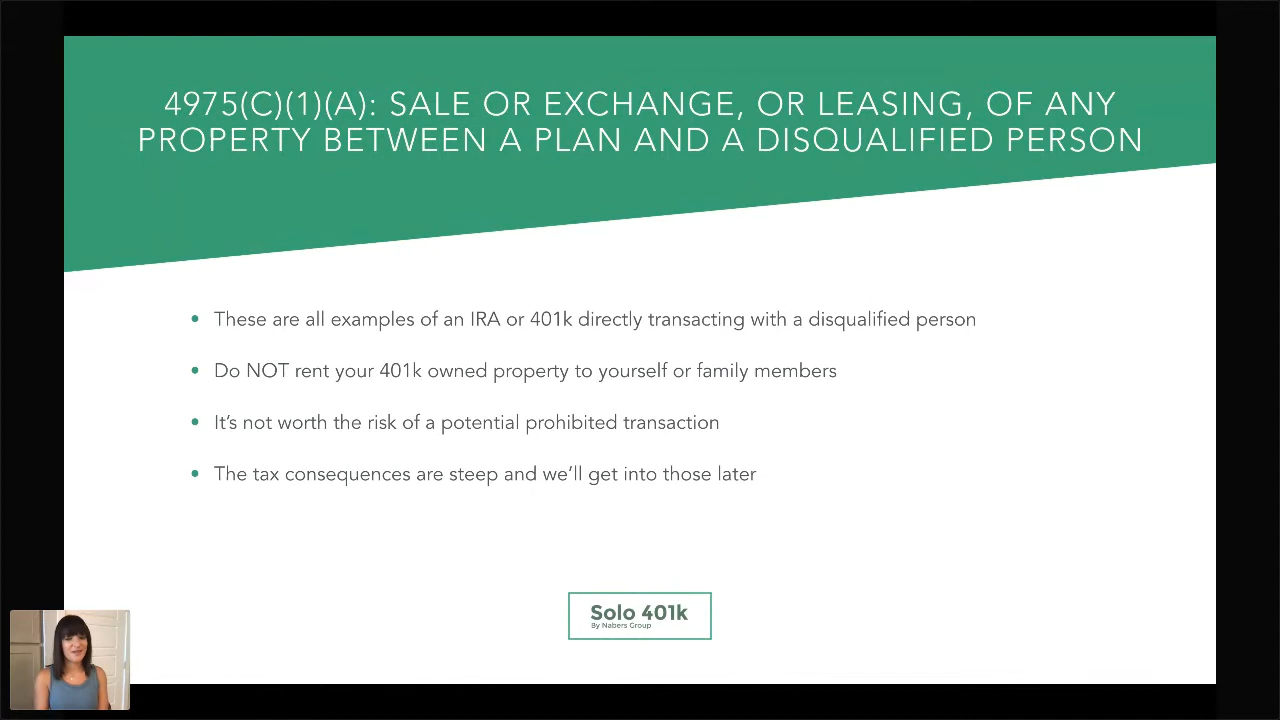 4975(C)(1)(A): SALE OR EXCHANGE, OR LEASING, OF ANY
PROPERTY BETWEEN A PLAN AND A DISQUALIFIED PERSON
• These are all examples of an IRA or 401k directly transacting with a disqualified person
• Do NOT rent your 401k owned property to yourself or family members
• It's not worth the risk of a potential prohibited transaction
• The tax consequences are steep and we'll get into those later
Solo 401k
By Nabers Group